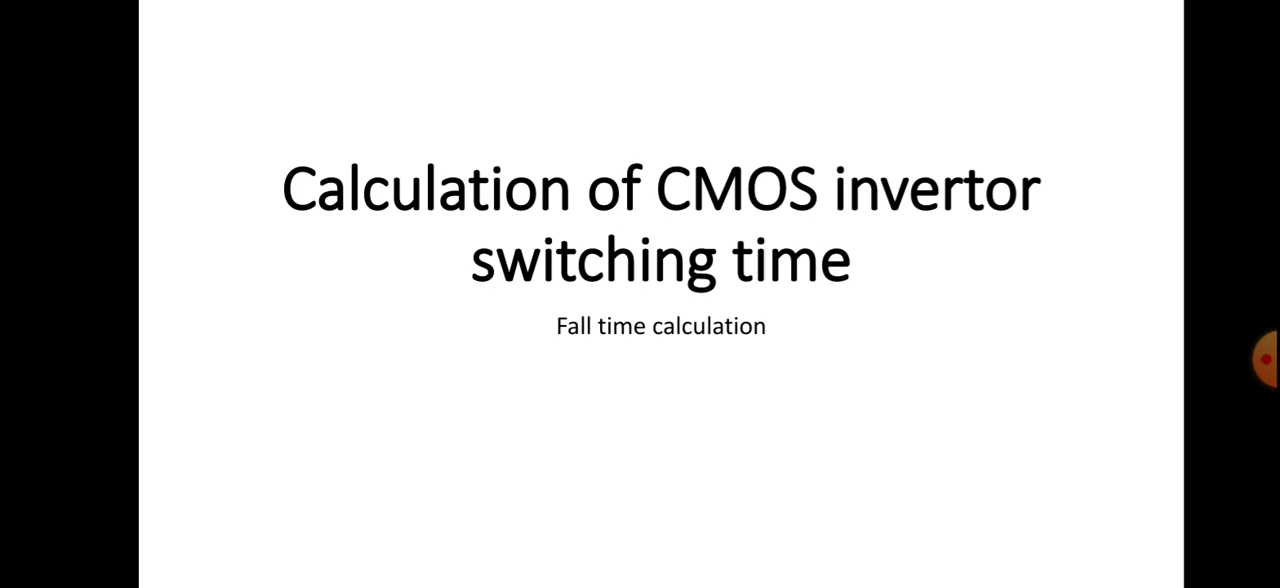 Calculation of CMOS invertor
switching time
Fall time calculation